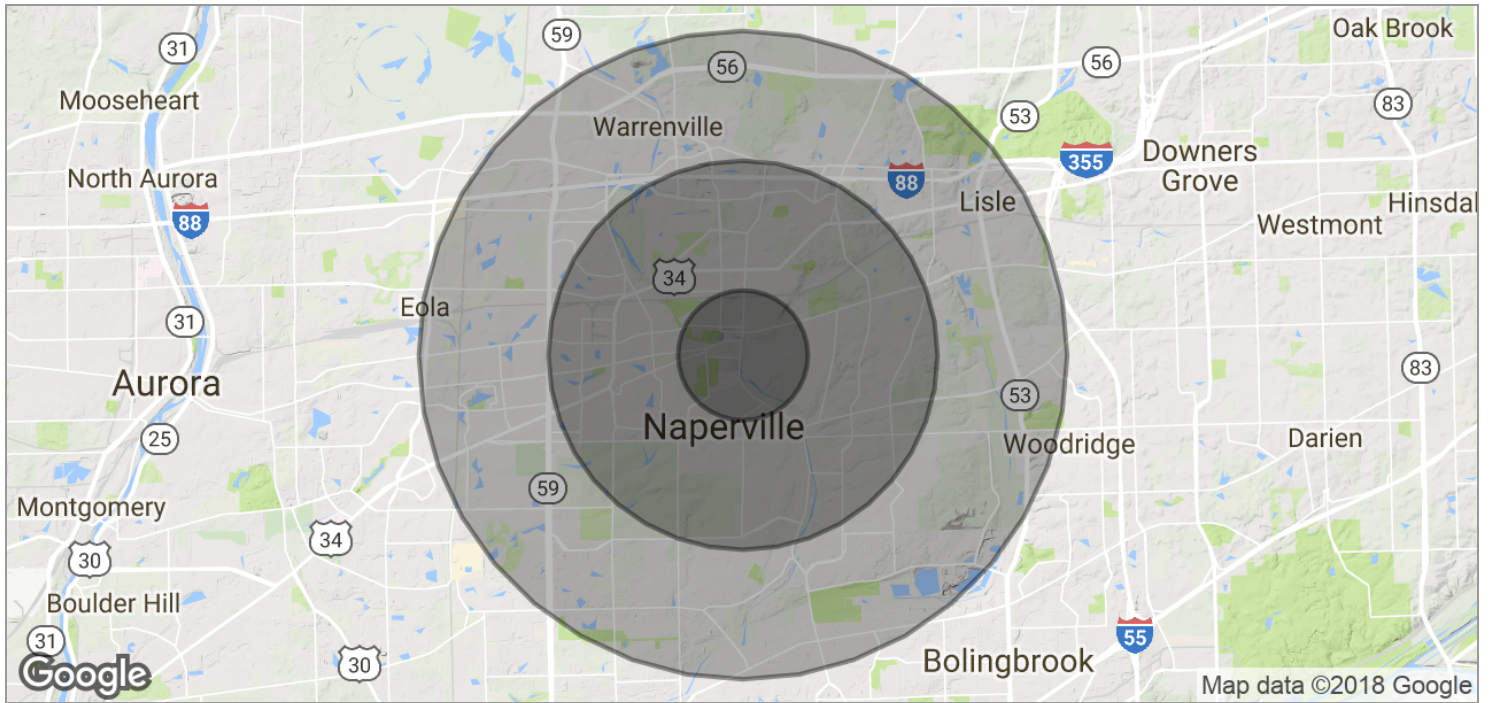 31
59
56
56
Oak Brook
Mooseheart
83
Warrenville
53
Downers
Grove
355
North Aurora
88
88
Lisle
Hinsdal
Westmont
34
Eola
31
Aurora
83
53
Naperville
25
Woodridge
Darien
59
Montgomery
34
30
Boulder Hill
31
55
30
Bolingbrook
Google
Map data ©2018 Google